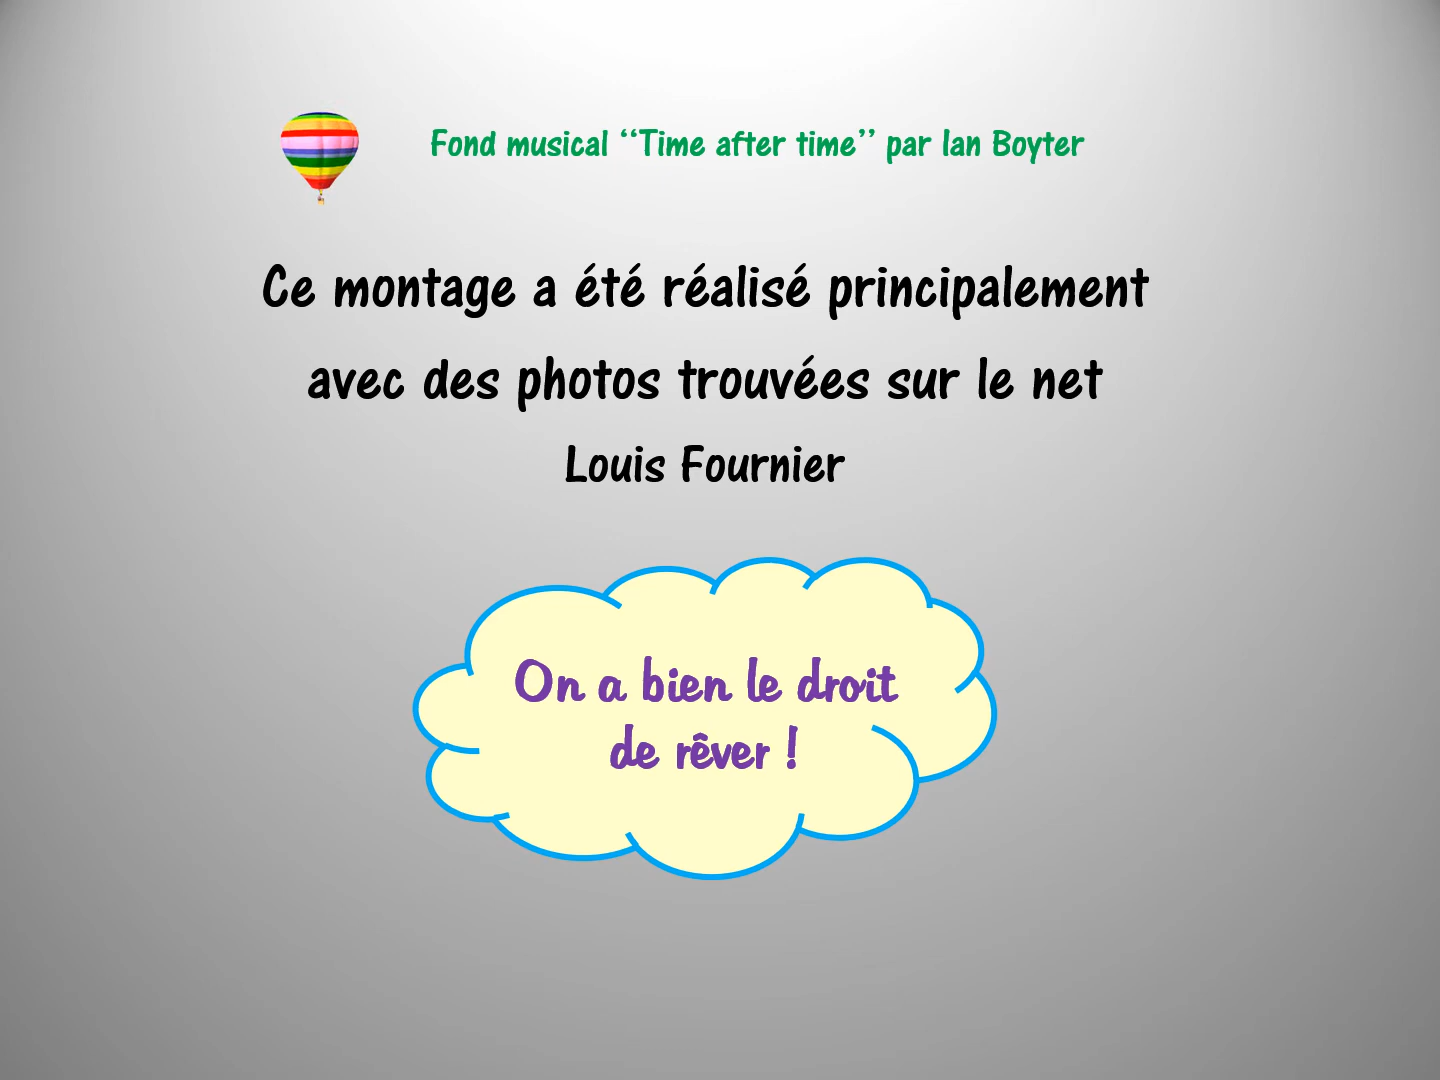 Fond musical ‘‘Time after time’’ par Ian Boyter
Ce montage a été réalisé principalement
avec des photos trouvées sur le net
Louis Fournier
On a bien le droit
de rêver !